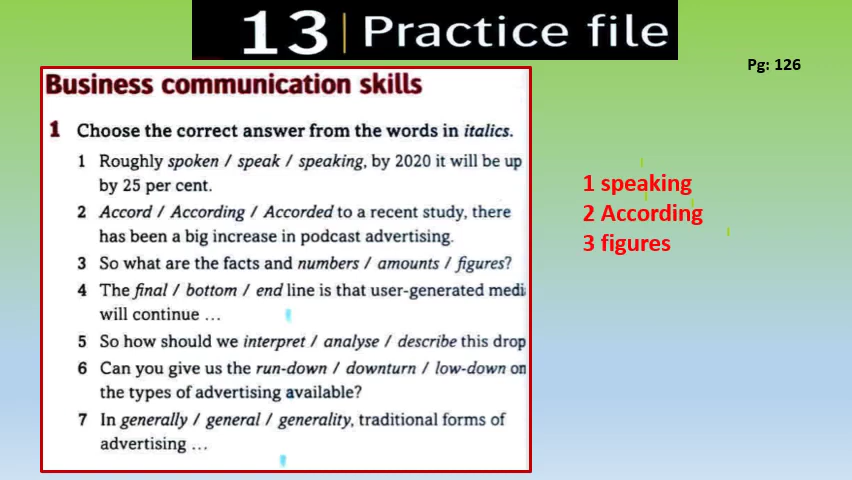 13 | Practice file
Pg: 126
Business communication skills
1 Choose the correct answer from the words in italics.
1 Roughly spoken / speak / speaking, by 2020 it will be up
by 25 per cent.
2 Accord / According / Accorded to a recent study, there
has been a big increase in podcast advertising.
3 So what are the facts and numbers / amounts / figures?
4 The final / bottom / end line is that user-generated medi
will continue ...
5 So how should we interpret / analyse / describe this drop
6 Can you give us the run-down / downturn / low-down on
the types of advertising available?
7 In generally / general / generality, traditional forms of
advertising ...
1 speaking
2 According
3 figures